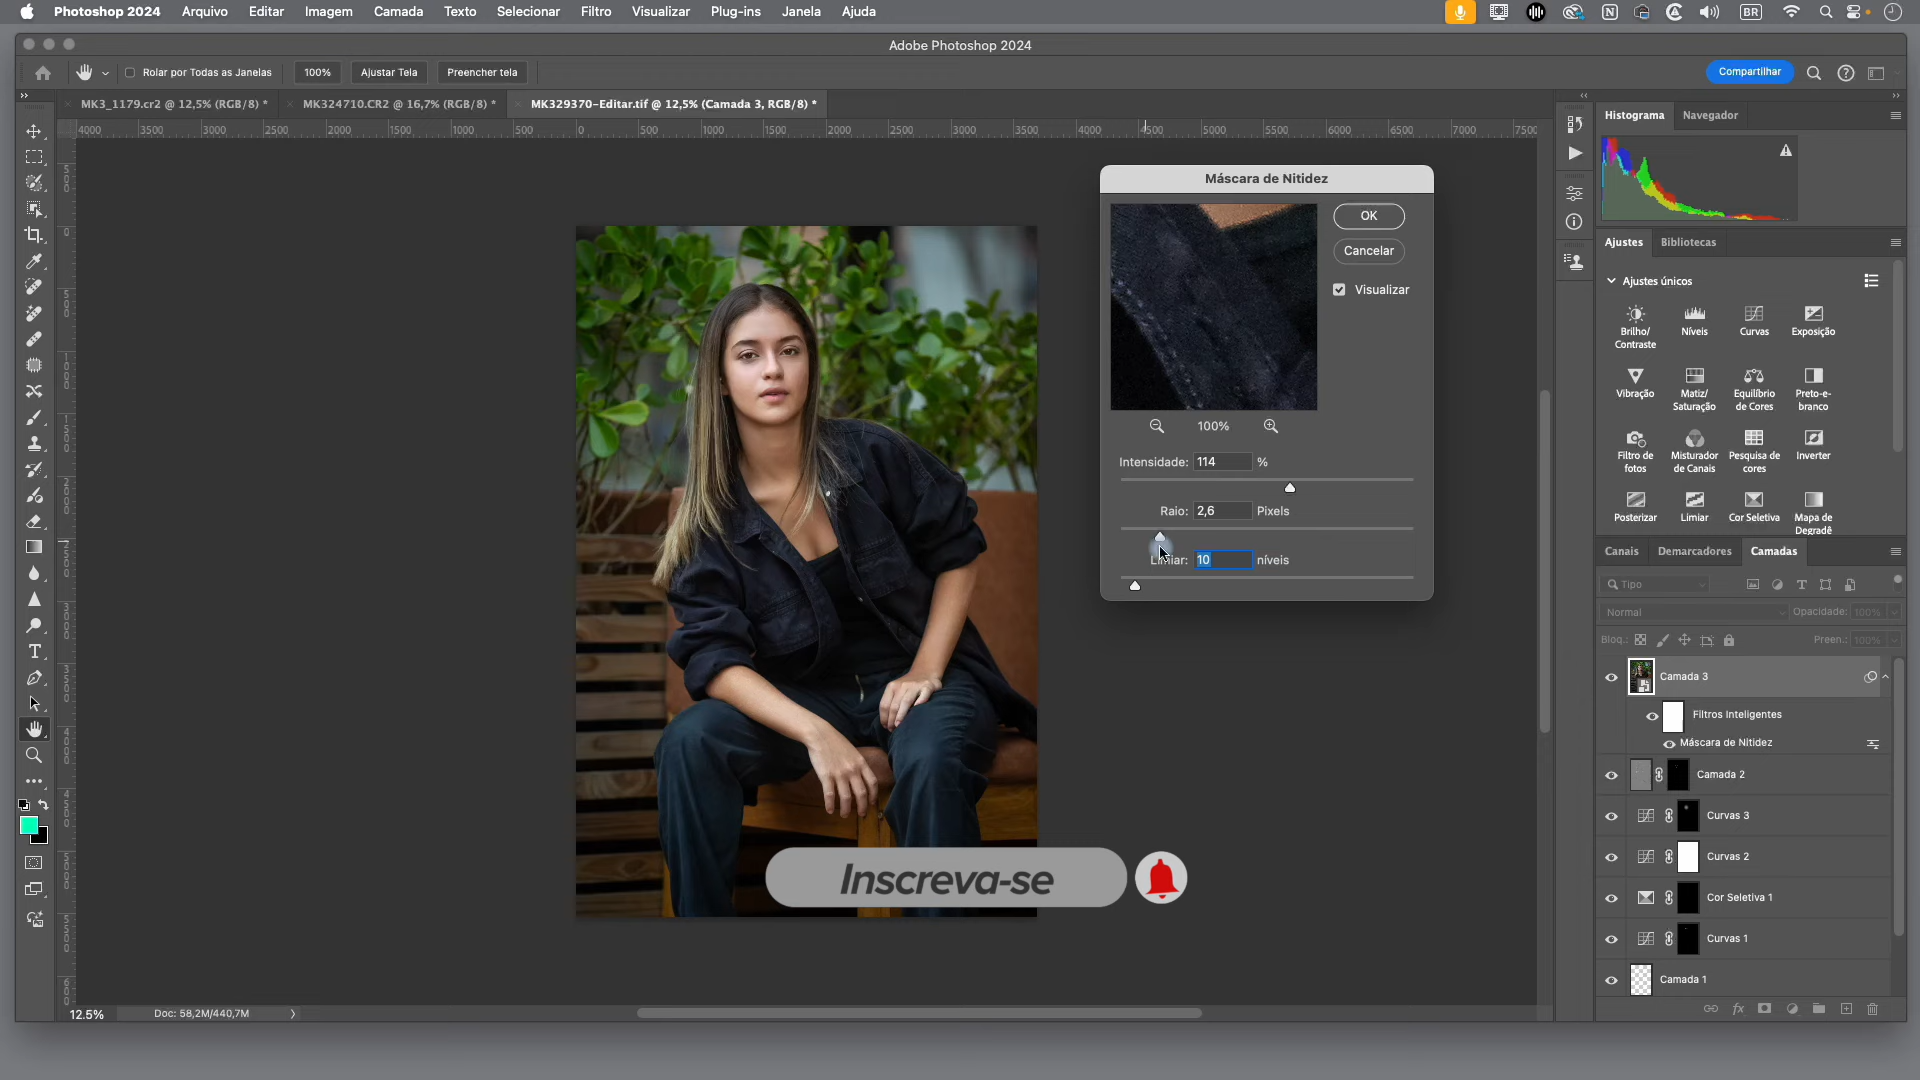 Photoshop 2024 Arquivo Editar Imagem Camada Texto Selecionar Filtro Visualizar Plug-ins Janela Ajuda
BR
Adobe Photoshop 2024
Rolar por Todas as Janelas 100% Ajustar Tela Preencher tela
Compartilhar
MK3_1179.cr2 @ 12,5% (RGB/8) *
MK324710.CR2 @ 16,7% (RGB/8) *
MK329370-Editar.tif @ 12,5% (Camada 3, RGB/8) *
4000 3500 3000 2500 2000 1500 1000 500 0 500 1000 1500 2000 2500 3000 3500 4000 4500 5000 5500 6000 6500 7000 7500
Máscara de Nitidez
OK
Cancelar
Visualizar
100%
Intensidade: 114 %
Raio: 2,6 Pixels
Limiar: 10 níveis
Inscreva-se
12.5% Doc: 58,2M/440,7M
Histograma Navegador
Ajustes Bibliotecas
Ajustes únicos
Brilho/
Contraste
Níveis
Curvas
Exposição
Vibração
Matiz/
Saturação
Equilíbrio
de Cores
Preto-e-
branco
Filtro de
fotos
Misturador
de Canais
Pesquisa de
cores
Inverter
Posterizar
Limiar
Cor Seletiva
Mapa de
Degradê
Canais Demarcadores Camadas
Tipo
Normal Opacidade: 100%
Bloq.: Preen.: 100%
Camada 3
Filtros Inteligentes
Máscara de Nitidez
Camada 2
Curvas 3
Curvas 2
Cor Seletiva 1
Curvas 1
Camada 1